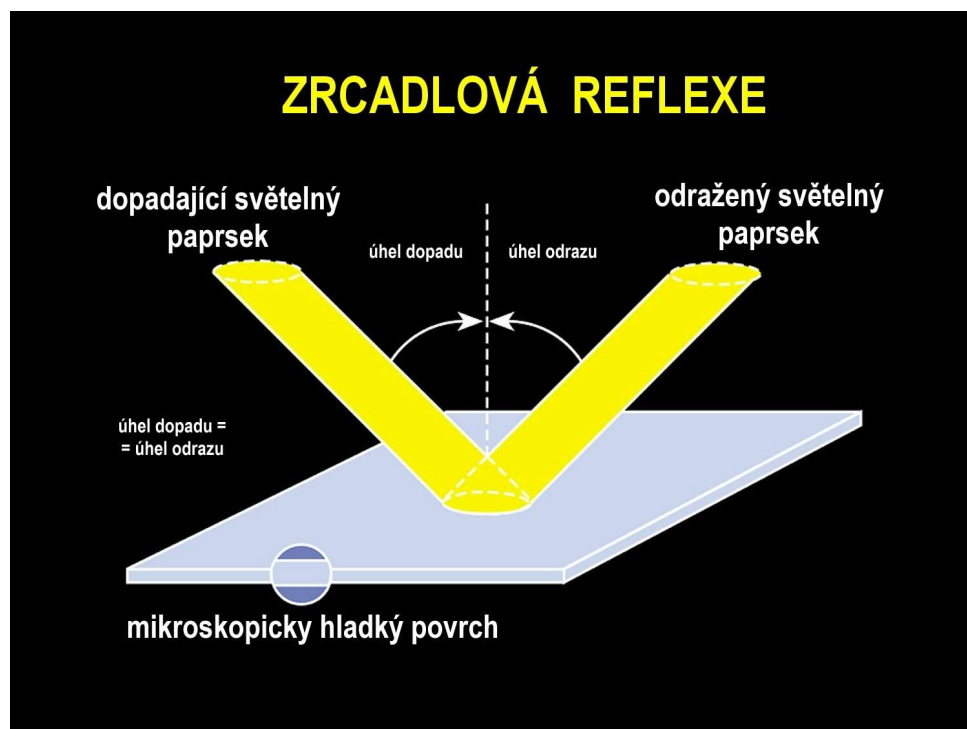 ZRCADLOVÁ REFLEXE
dopadající světelný
paprsek
úhel dopadu
úhel odrazu
odražený světelný
paprsek
úhel dopadu =
= úhel odrazu
mikroskopicky hladký povrch